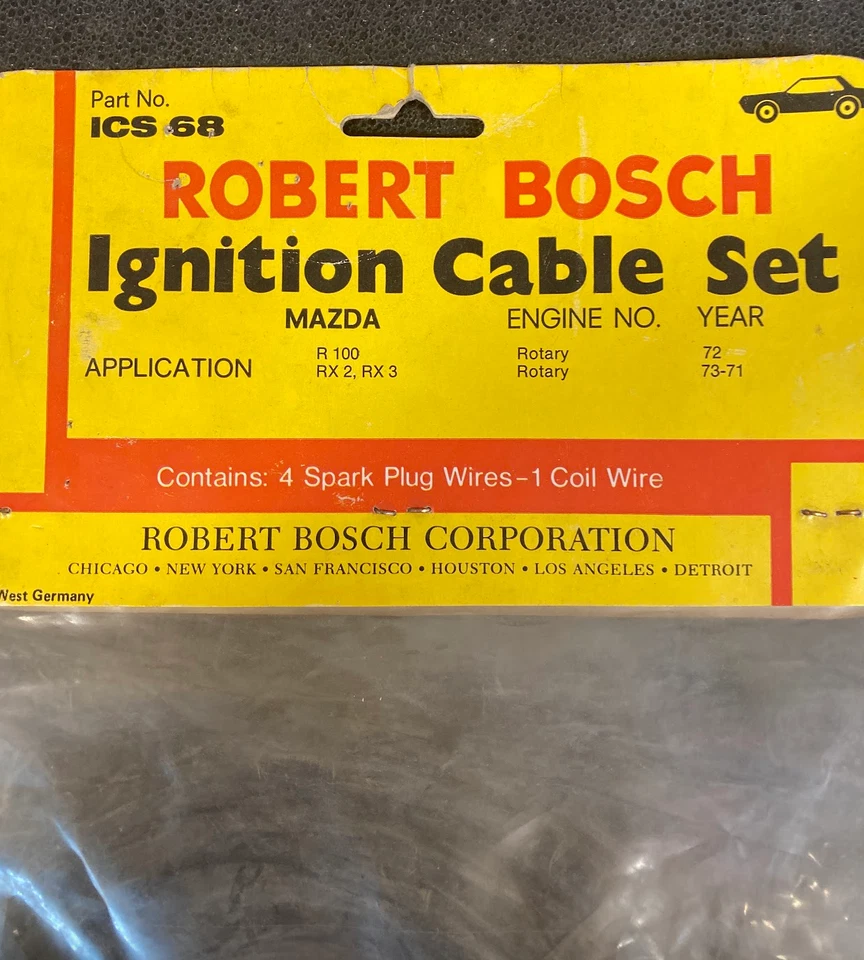 Part No.
ICS 68
ROBERT BOSCH
Ignition Cable Set
MAZDA ENGINE NO. YEAR
APPLICATION
R 100 Rotary 72
RX 2, RX 3 Rotary 73-71
Contains: 4 Spark Plug Wires–1 Coil Wire
ROBERT BOSCH CORPORATION
CHICAGO • NEW YORK • SAN FRANCISCO • HOUSTON • LOS ANGELES • DETROIT
West Germany